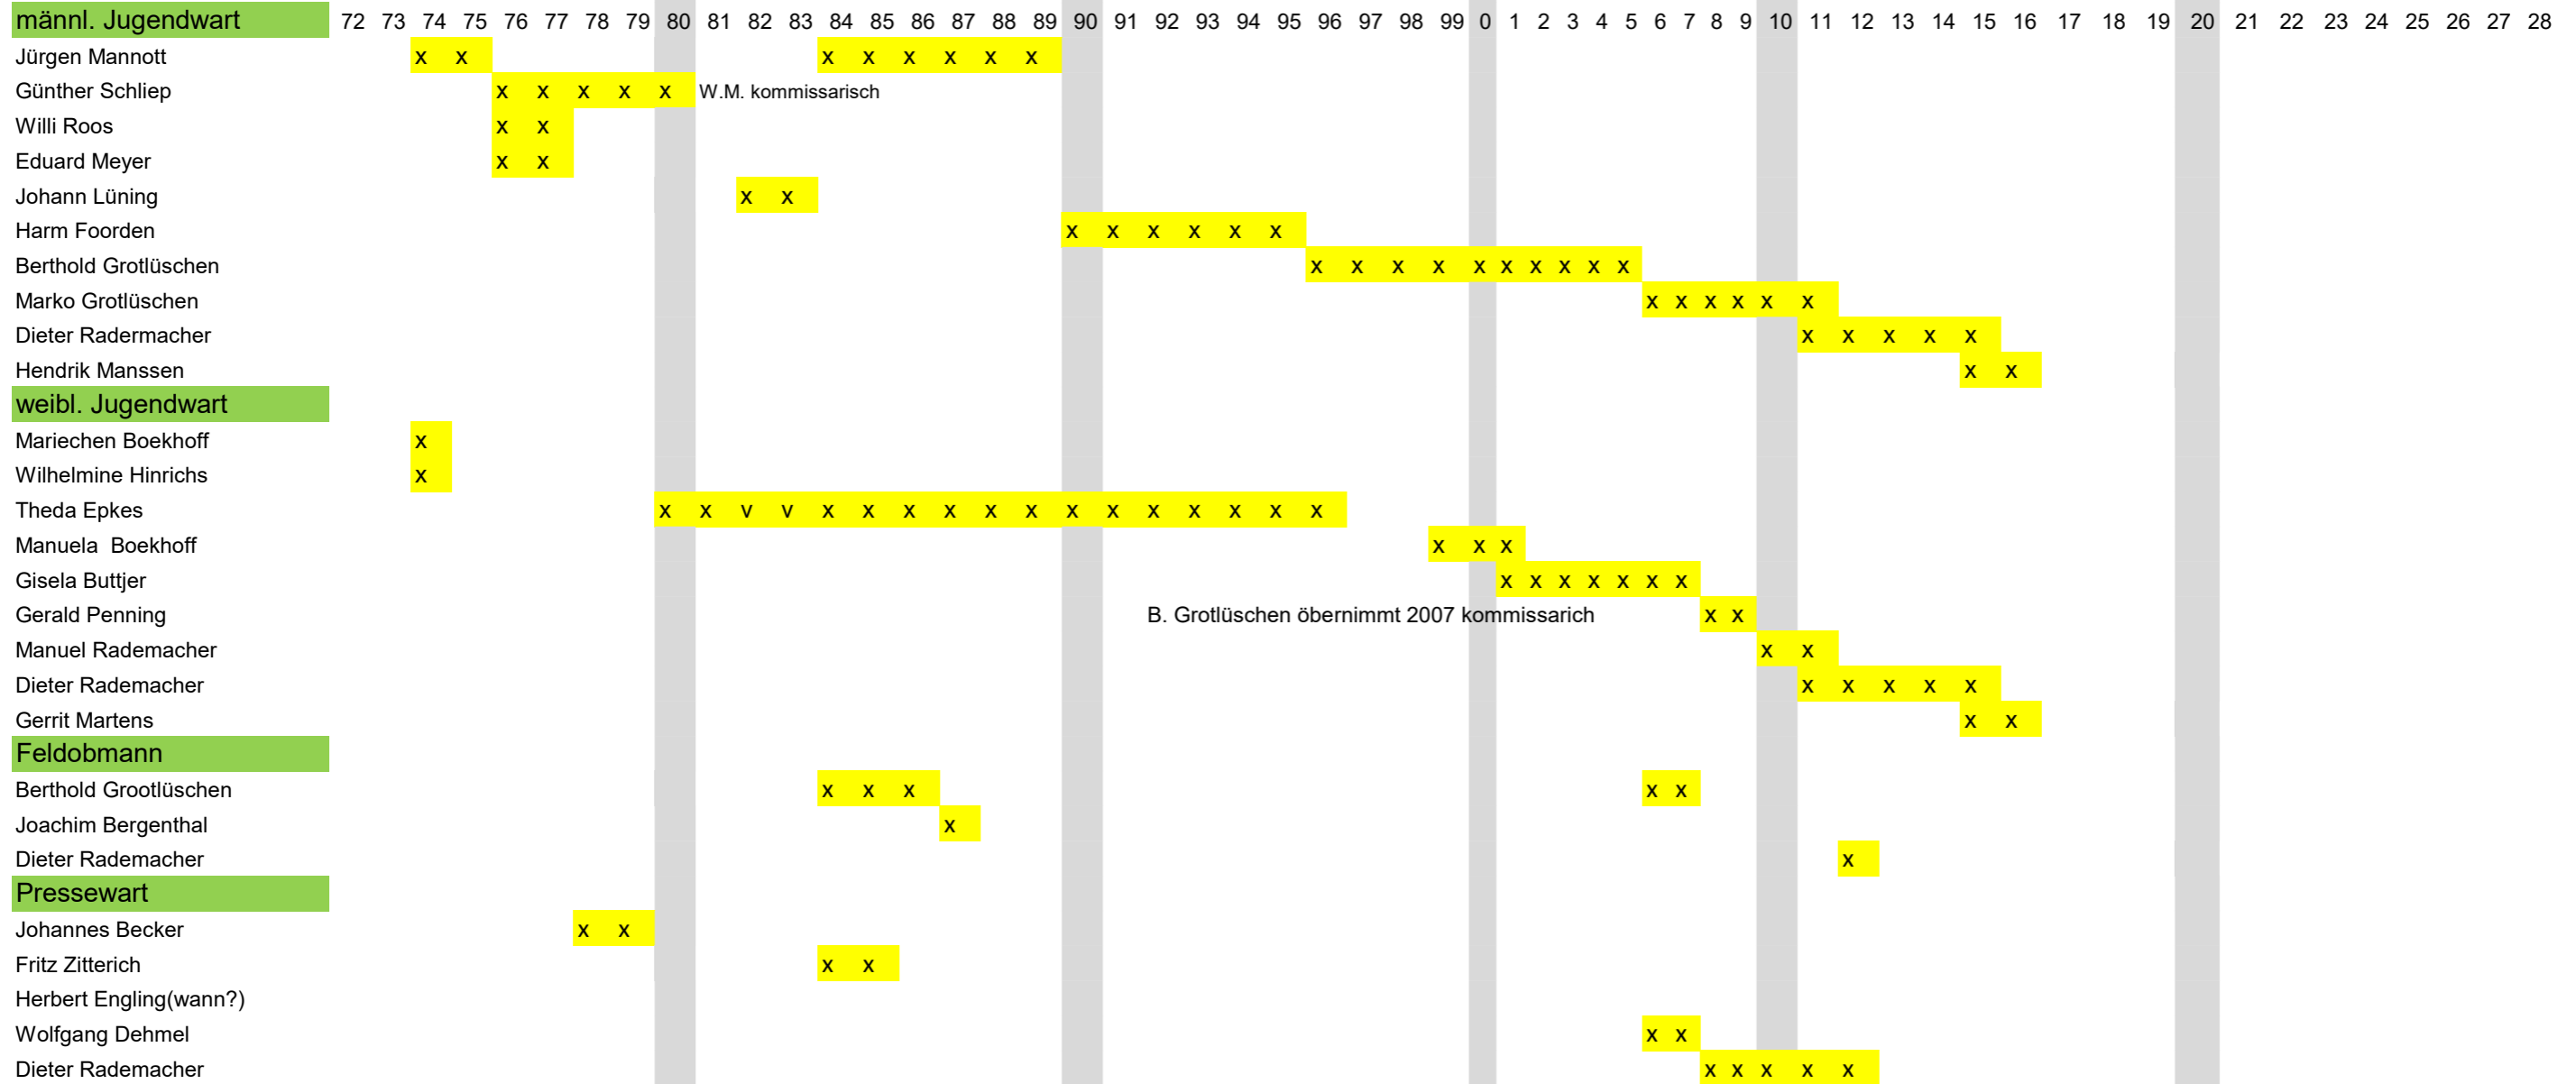 männl. Jugendwart 72 73 74 75 76 77 78 79 80 81 82 83 84 85 86 87 88 89 90 91 92 93 94 95 96 97 98 99 0 1 2 3 4 5 6 7 8 9 10 11 12 13 14 15 16 17 18 19 20 21 22 23 24 25 26 27 28
Jürgen Mannott x x x x x x x x
Günther Schliep x x x x x W.M. kommissarisch
Willi Roos x x
Eduard Meyer x x
Johann Lüning x x
Harm Foorden x x x x x x
Berthold Grotlüschen x x x x x x x x x x
Marko Grotlüschen x x x x x x
Dieter Radermacher x x x x x
Hendrik Manssen x x
weibl. Jugendwart
Mariechen Boekhoff x
Wilhelmine Hinrichs x
Theda Epkes x x v v x x x x x x x x x x x x x
Manuela Boekhoff x x x
Gisela Buttjer x x x x x x x
Gerald Penning B. Grotlüschen öbernimmt 2007 kommissarich x x
Manuel Rademacher x x
Dieter Rademacher x x x x x
Gerrit Martens x x
Feldobmann
Berthold Grootlüschen x x x x x
Joachim Bergenthal x
Dieter Rademacher x
Pressewart
Johannes Becker x x
Fritz Zitterich x x
Herbert Engling(wann?)
Wolfgang Dehmel x x
Dieter Rademacher x x x x x